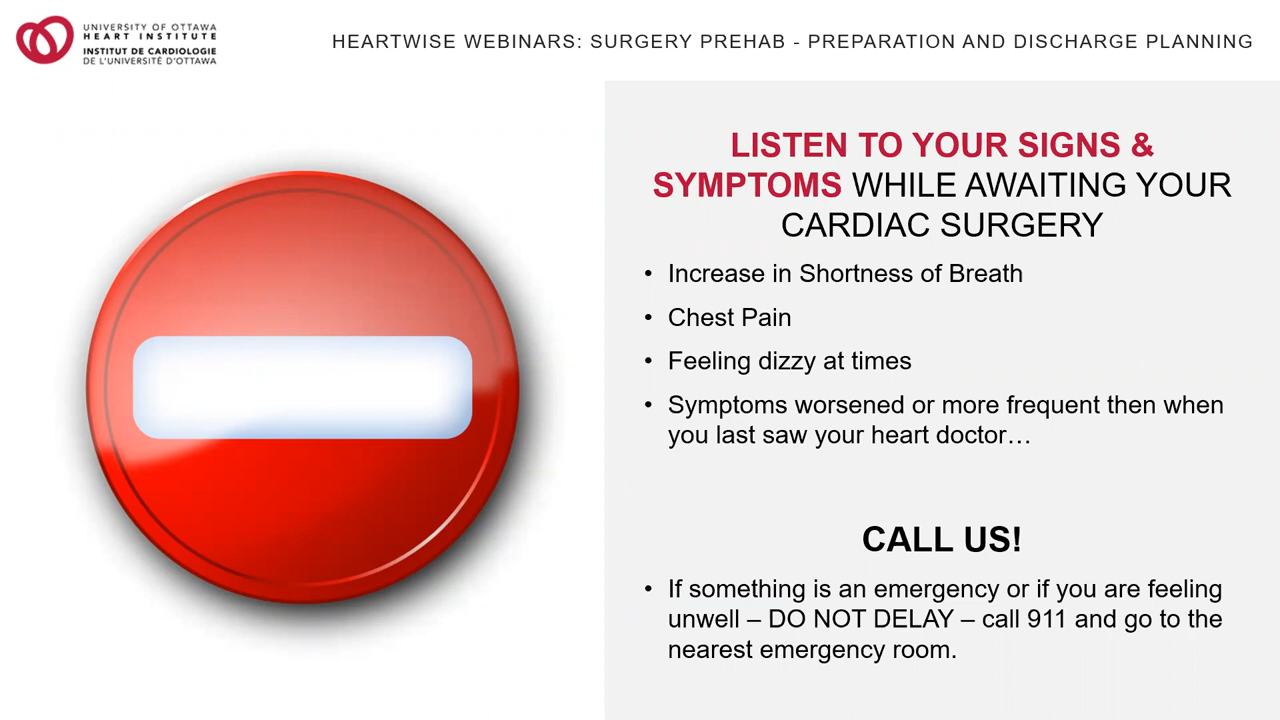 UNIVERSITY OF OTTAWA
HEART INSTITUTE
INSTITUT DE CARDIOLOGIE
DE L'UNIVERSITÉ D'OTTAWA
HEARTWISE WEBINARS: SURGERY PREHAB - PREPARATION AND DISCHARGE PLANNING
LISTEN TO YOUR SIGNS &
SYMPTOMS WHILE AWAITING YOUR
CARDIAC SURGERY
• Increase in Shortness of Breath
• Chest Pain
• Feeling dizzy at times
• Symptoms worsened or more frequent then when
you last saw your heart doctor…
CALL US!
• If something is an emergency or if you are feeling
unwell – DO NOT DELAY – call 911 and go to the
nearest emergency room.